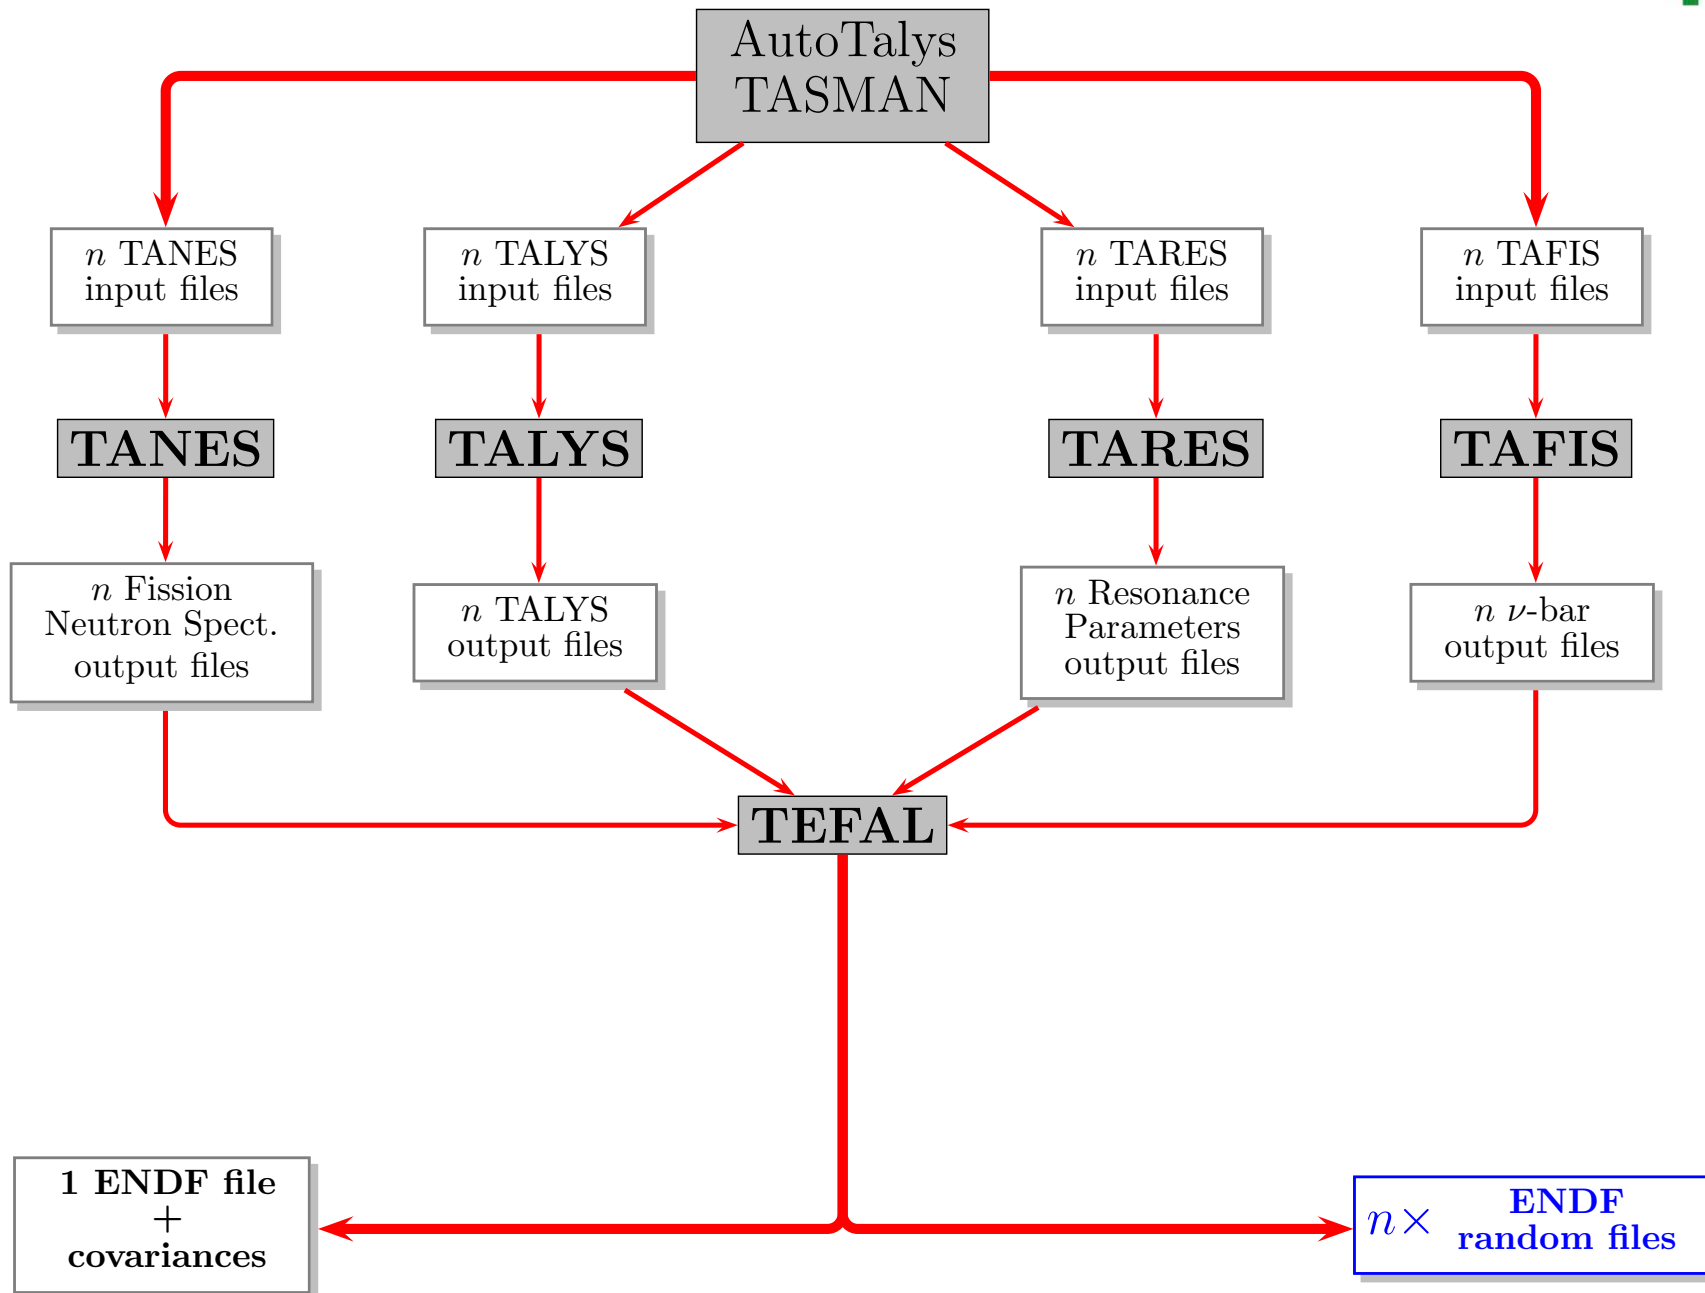 AutoTalys
TASMAN
n TANES
input files
n TALYS
input files
n TARES
input files
n TAFIS
input files
TANES
TALYS
TARES
TAFIS
n Fission
Neutron Spect.
output files
n TALYS
output files
n Resonance
Parameters
output files
n ν-bar
output files
TEFAL
1 ENDF file
+
covariances
n× ENDF
random files